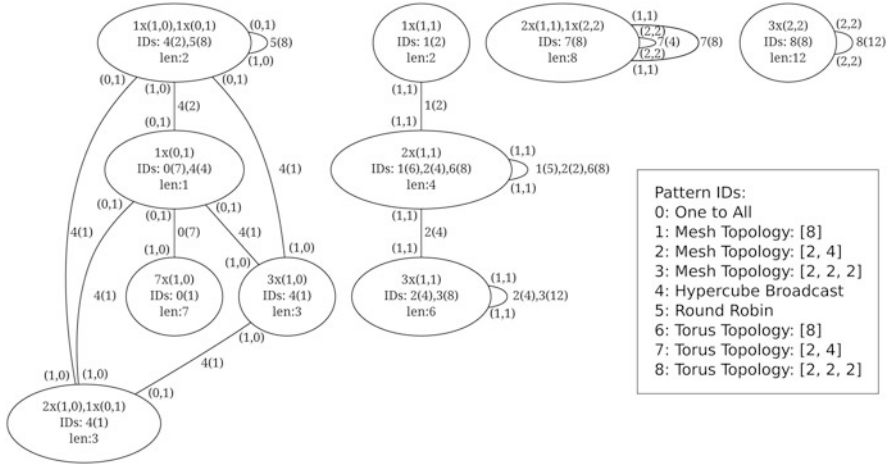 1x(1,0),1x(0,1)
IDs: 4(2),5(8)
len:2
(0,1)
5(8)
(1,0)
(0,1)
(1,0)
(0,1)
4(2)
(0,1)
1x(0,1)
IDs: 0(7),4(4)
len:1
4(1)
(0,1)
(0,1)
(0,1)
4(1)
0(7)
4(1)
(1,0)
(1,0)
4(1)
(1,0)
7x(1,0)
IDs: 0(1)
len:7
3x(1,0)
IDs: 4(1)
len:3
(1,0)
4(1)
(1,0)
(1,0)
(0,1)
2x(1,0),1x(0,1)
IDs: 4(1)
len:3
1x(1,1)
IDs: 1(2)
len:2
(1,1)
1(2)
(1,1)
2x(1,1)
IDs: 1(6),2(4),6(8)
len:4
(1,1)
1(5),2(2),6(8)
(1,1)
(1,1)
2(4)
(1,1)
3x(1,1)
IDs: 2(4),3(8)
len:6
(1,1)
2(4),3(12)
(1,1)
2x(1,1),1x(2,2)
IDs: 7(8)
len:8
(1,1)
(2,2)
7(4)
7(8)
(2,2)
(1,1)
3x(2,2)
IDs: 8(8)
len:12
(2,2)
8(12)
(2,2)
Pattern IDs:
0: One to All
1: Mesh Topology: [8]
2: Mesh Topology: [2, 4]
3: Mesh Topology: [2, 2, 2]
4: Hypercube Broadcast
5: Round Robin
6: Torus Topology: [8]
7: Torus Topology: [2, 4]
8: Torus Topology: [2, 2, 2]